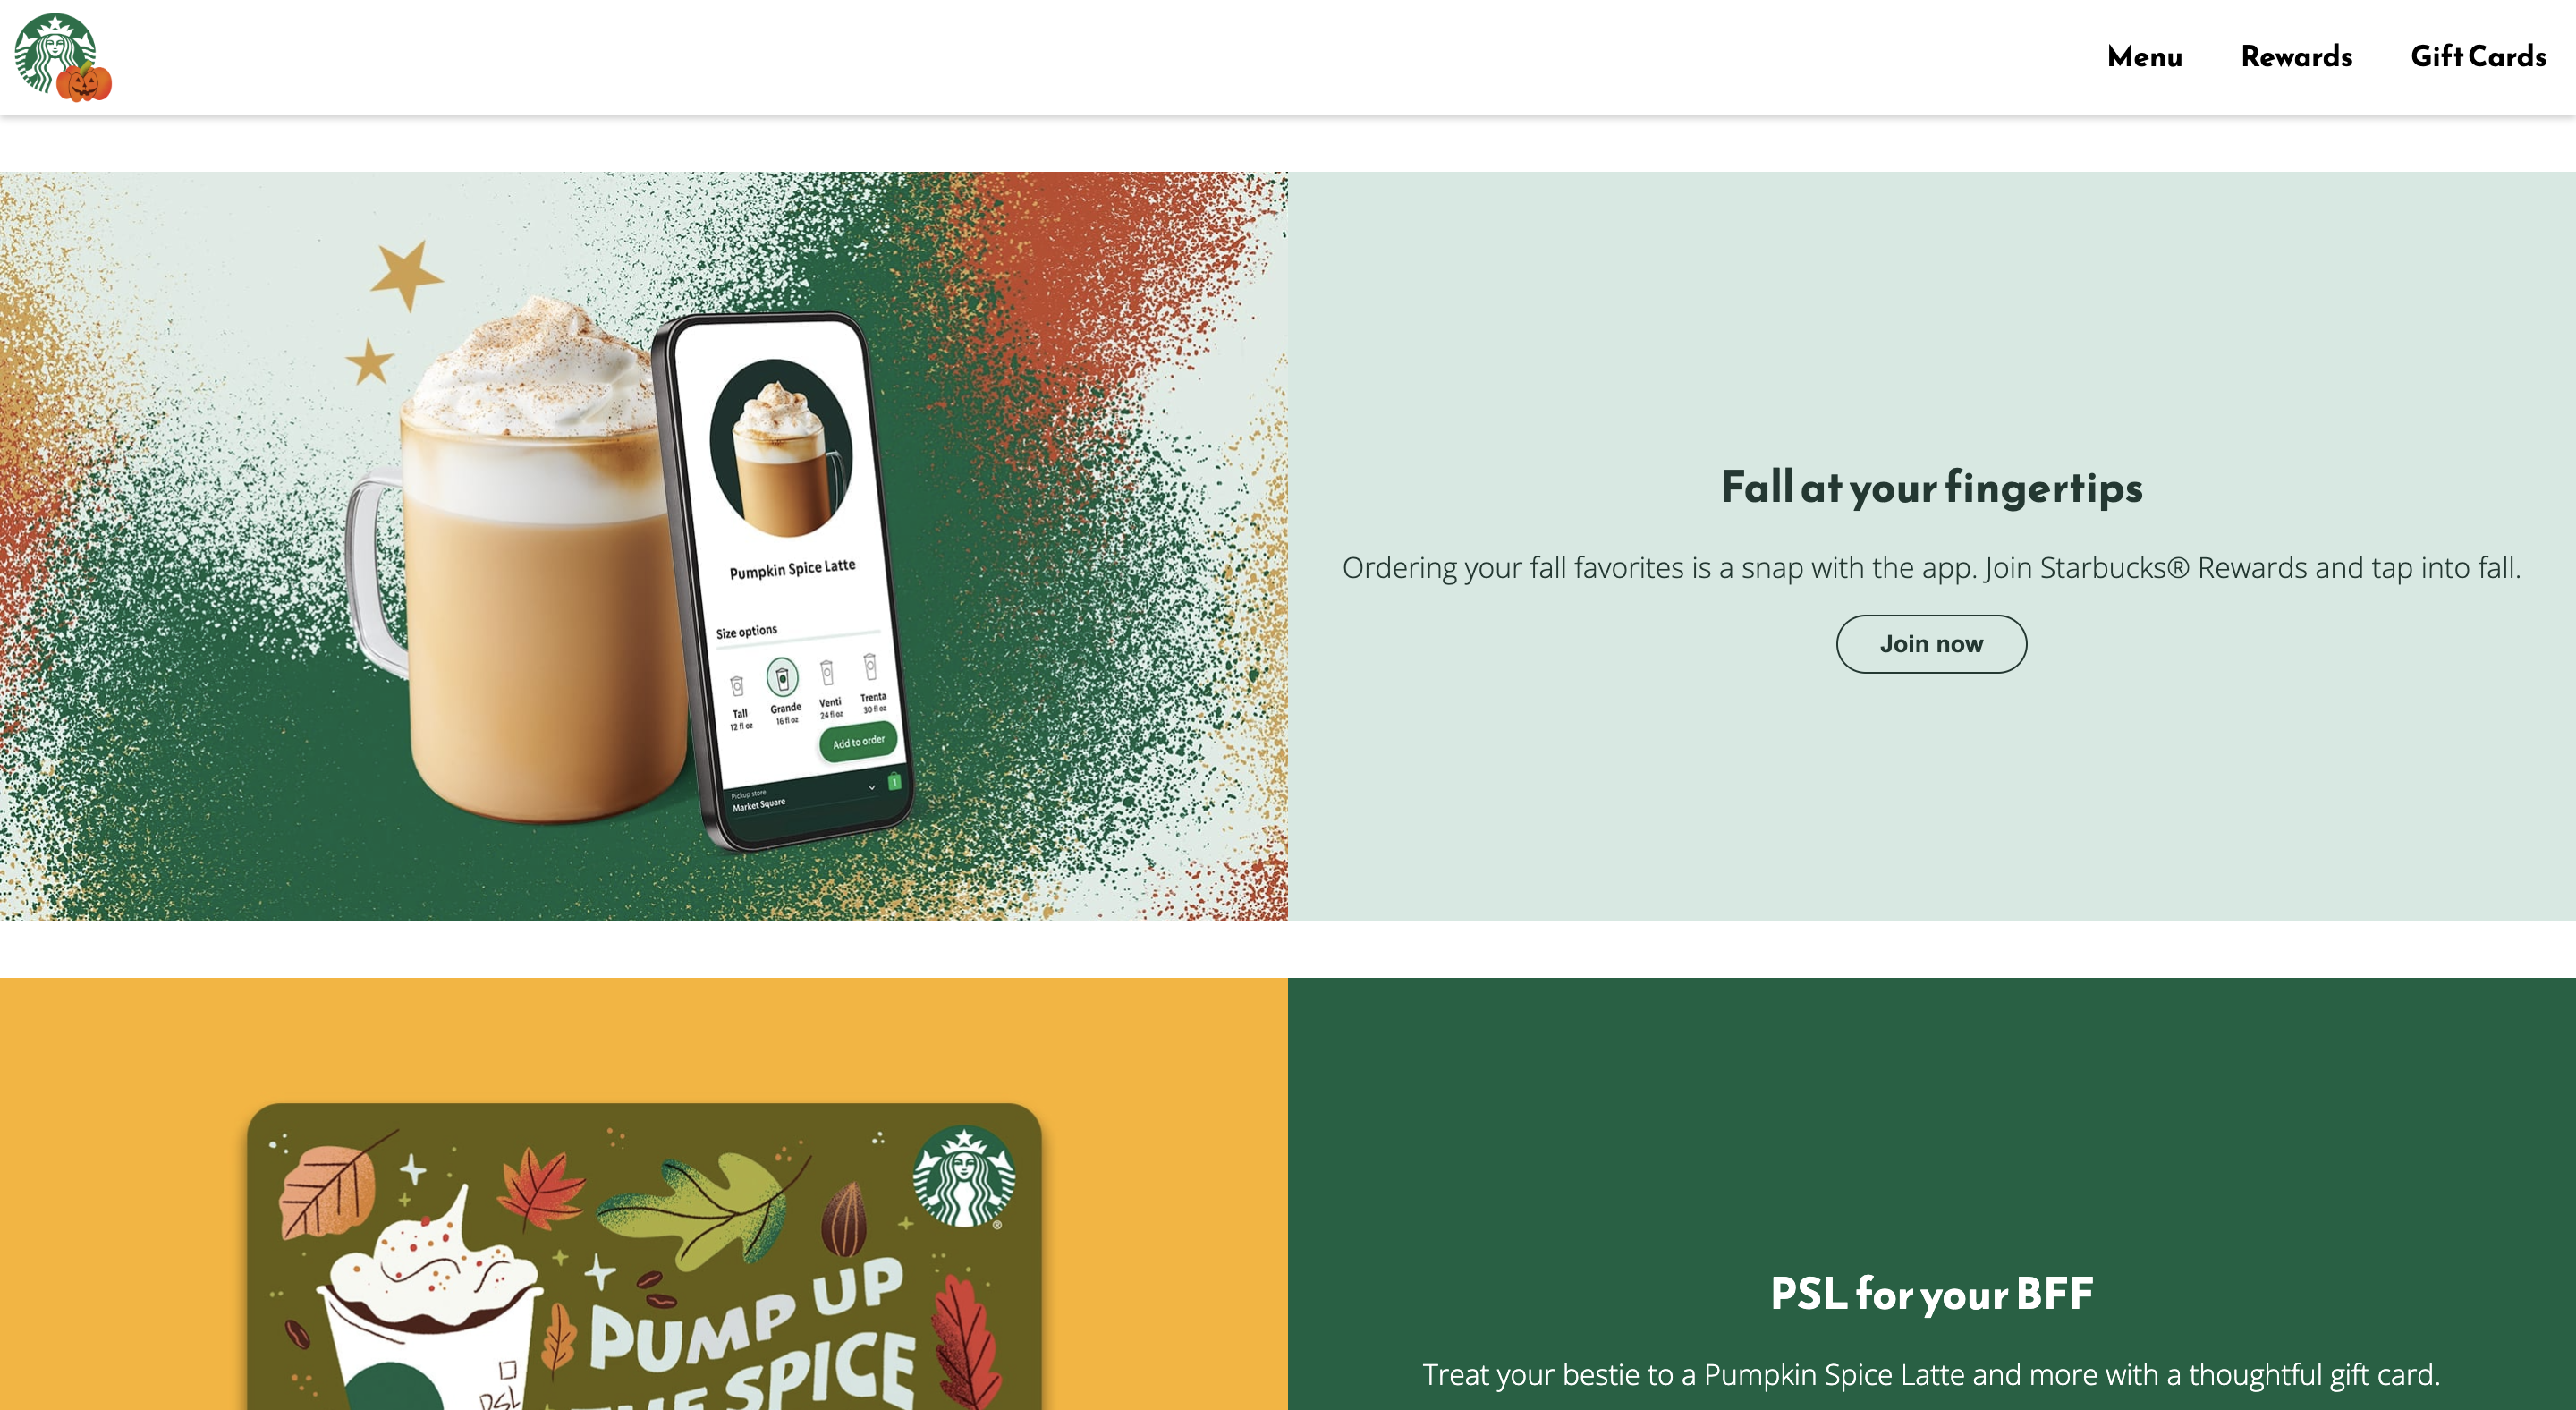 Menu Rewards Gift Cards
Pumpkin Spice Latte
Size options
Tall Grande Venti Trenta
12 fl oz 16 fl oz 24 fl oz 30 fl oz
Add to order
Pickup store
Market Square
1
Fall at your fingertips
Ordering your fall favorites is a snap with the app. Join Starbucks® Rewards and tap into fall.
Join now
®
PUMP UP
THE SPICE
PSL
PSL for your BFF
Treat your bestie to a Pumpkin Spice Latte and more with a thoughtful gift card.